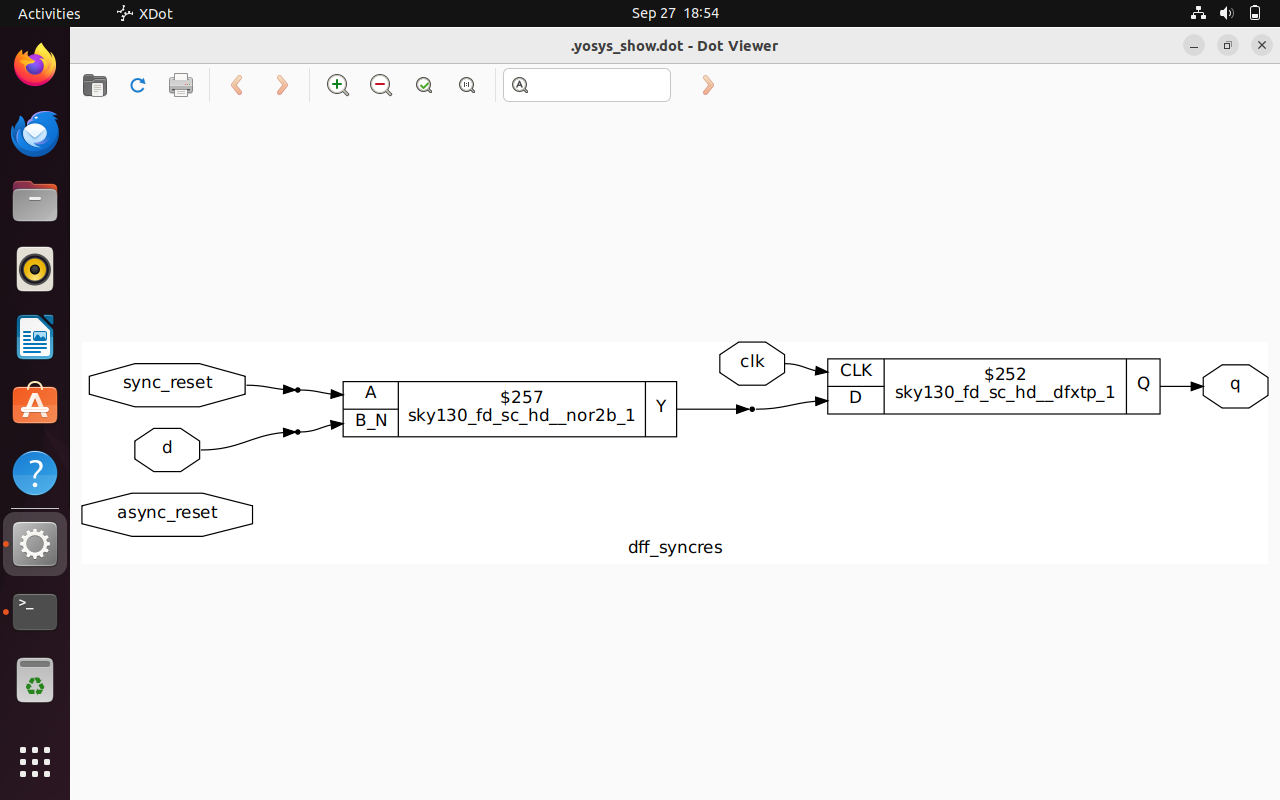 Activities
XDot
Sep 27 18:54
.yosys_show.dot - Dot Viewer
sync_reset
d
async_reset
A
B_N
$257
sky130_fd_sc_hd__nor2b_1
Y
clk
CLK
D
$252
sky130_fd_sc_hd__dfxtp_1
Q
q
dff_syncres